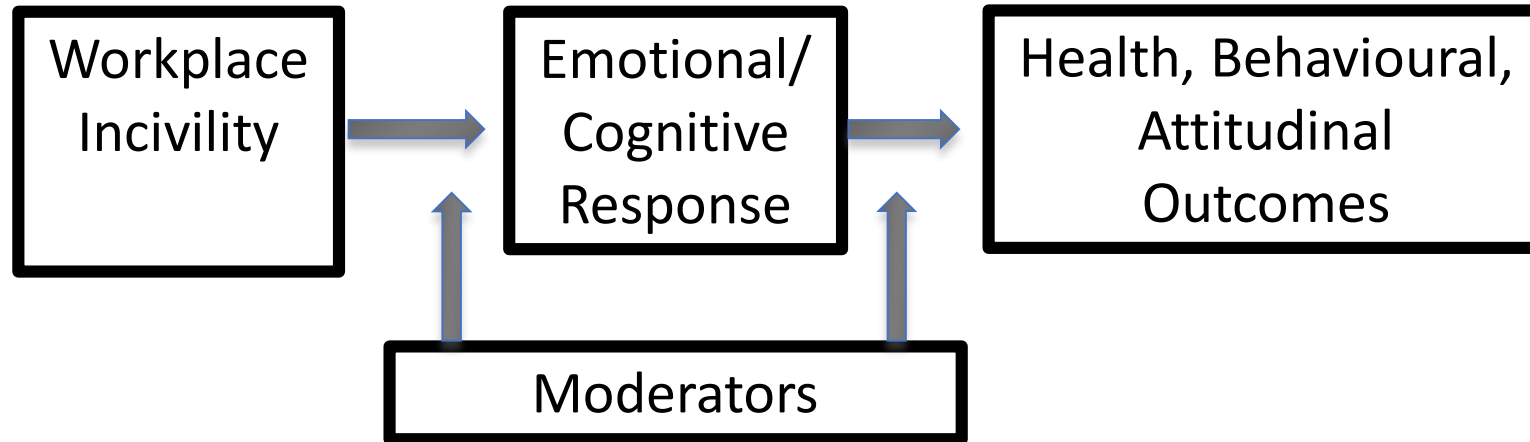 Workplace
Incivility
Emotional/
Cognitive
Response
Health, Behavioural,
Attitudinal
Outcomes
Moderators